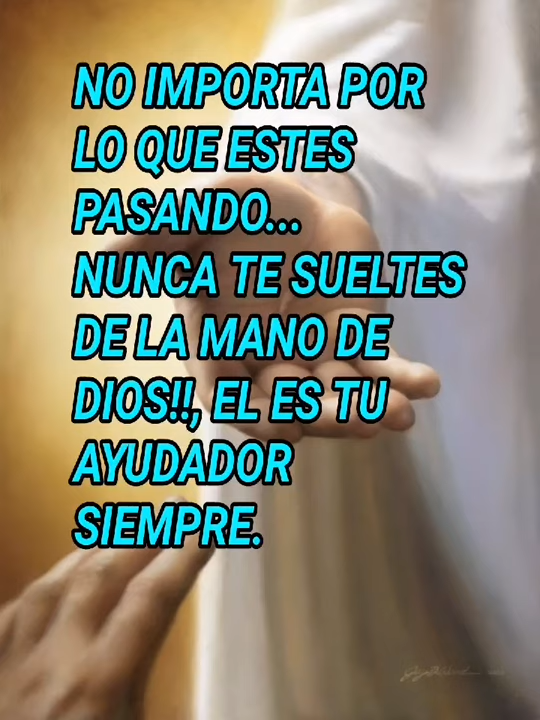 NO IMPORTA POR
LO QUE ESTES
PASANDO...
NUNCA TE SUELTES
DE LA MANO DE
DIOS!!, EL ES TU
AYUDADOR
SIEMPRE.